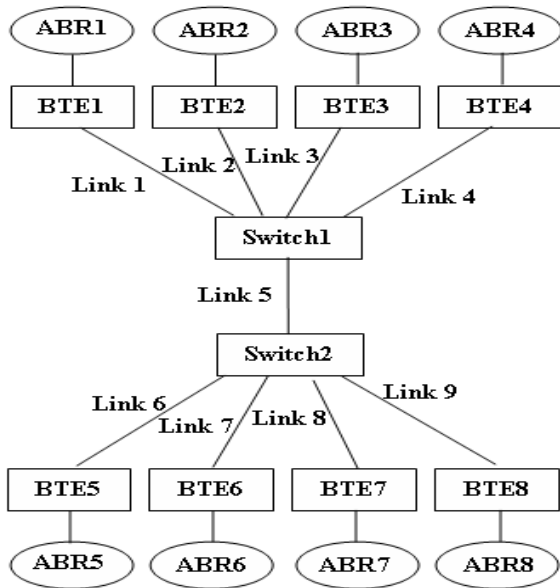 ABR1 ABR2 ABR3 ABR4
BTE1 BTE2 BTE3 BTE4
Link 1 Link 2 Link 3 Link 4
Switch1
Link 5
Switch2
Link 6 Link 7 Link 8 Link 9
BTE5 BTE6 BTE7 BTE8
ABR5 ABR6 ABR7 ABR8